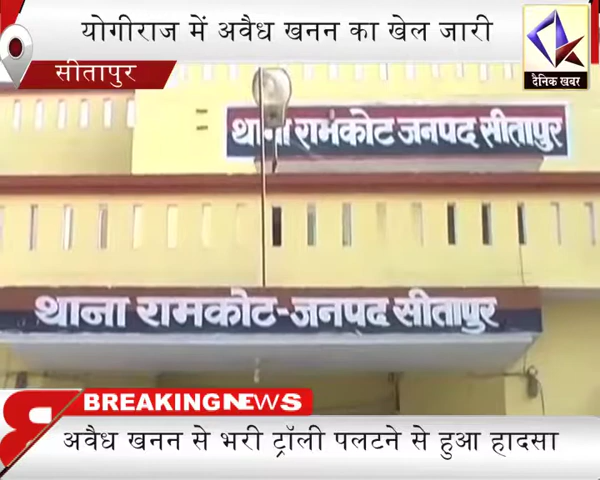 योगीराज में अवैध खनन का खेल जारी
दैनिक खबर
सीतापुर
थाना रामकोट जनपद सीतापुर
थाना रामकोट-जनपद सीतापुर
BREAKINGNEWS
अवैध खनन से भरी ट्रॉली पलटने से हुआ हादसा